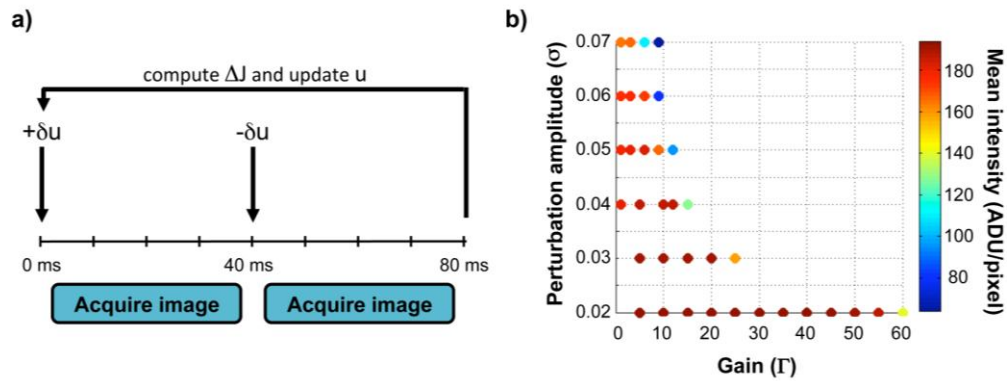 a)
compute ΔJ and update u
+δu
-δu
0 ms
40 ms
80 ms
Acquire image
Acquire image
b)
Perturbation amplitude (σ)
0.07
0.06
0.05
0.04
0.03
0.02
0
10
20
30
40
50
60
Gain (Γ)
180
160
140
120
100
80
Mean intensity (ADU/pixel)